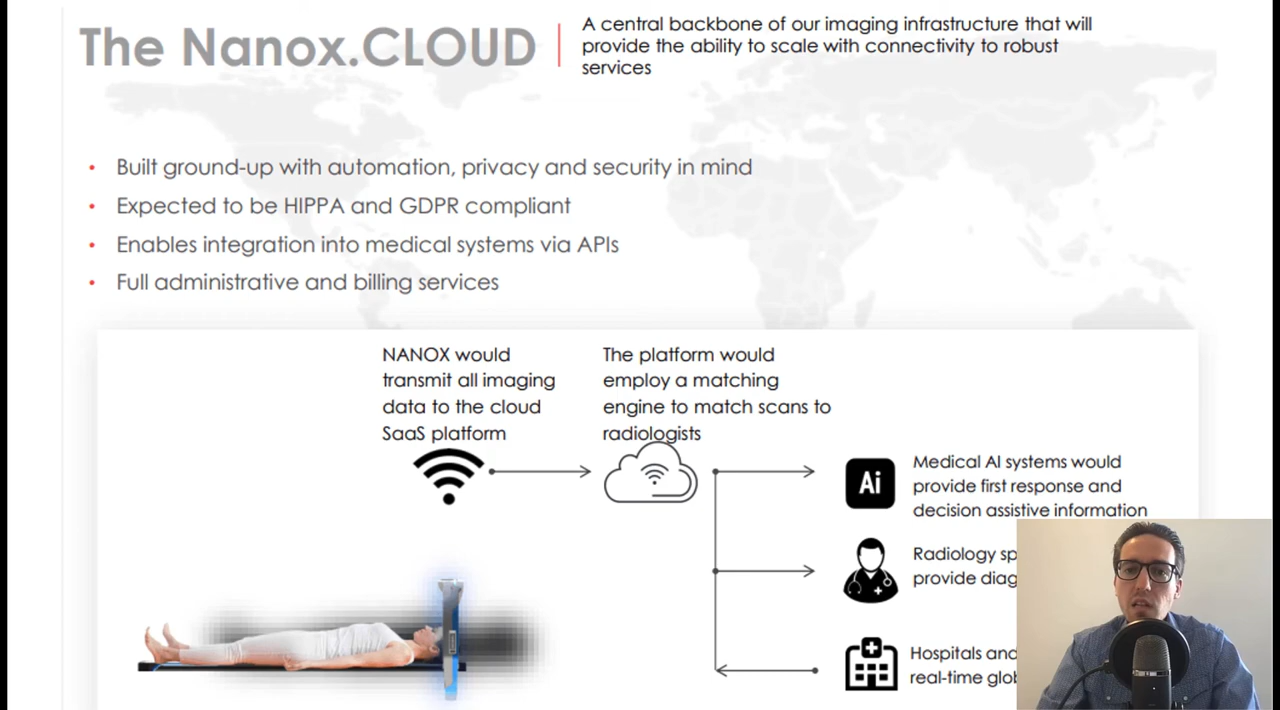 The Nanox.CLOUD
A central backbone of our imaging infrastructure that will
provide the ability to scale with connectivity to robust
services
• Built ground-up with automation, privacy and security in mind
• Expected to be HIPPA and GDPR compliant
• Enables integration into medical systems via APIs
• Full administrative and billing services
NANOX would
transmit all imaging
data to the cloud
SaaS platform
The platform would
employ a matching
engine to match scans to
radiologists
Ai
Medical AI systems would
provide first response and
decision assistive information
Radiology
provide
Hospitals and
real-time